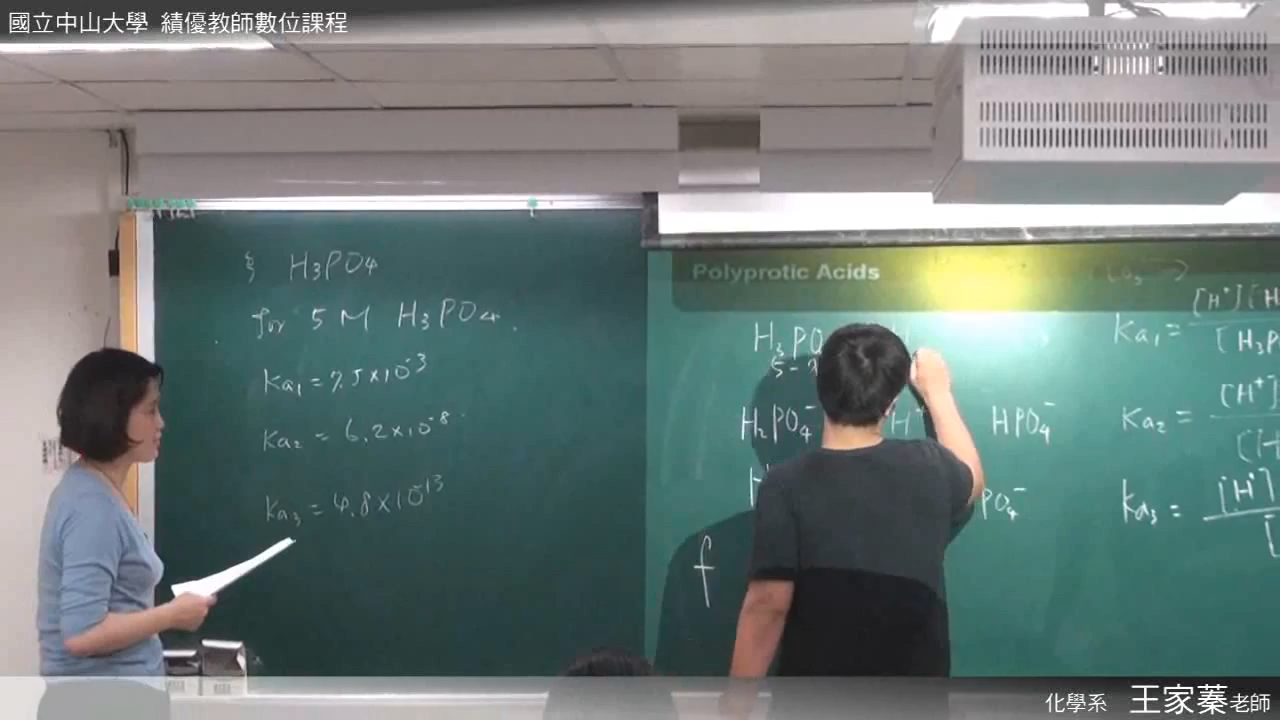 國立中山大學 績優教師數位課程
Polyprotic Acids
§ H₃PO₄
for 5 M H₃PO₄.
Ka₁ = 7.5×10⁻³
Ka₂ = 6.2×10⁻⁸
Ka₃ = 4.8×10⁻¹³
H₃PO
5 -
H₂PO₄⁻ H⁺ HPO₄⁻
PO₄⁻
f
Ka₁ = [H⁺][H
[H₃P
Ka₂ = [H⁺]
[H
Ka₃ = [H⁺]
[
化學系 王家蓁老師